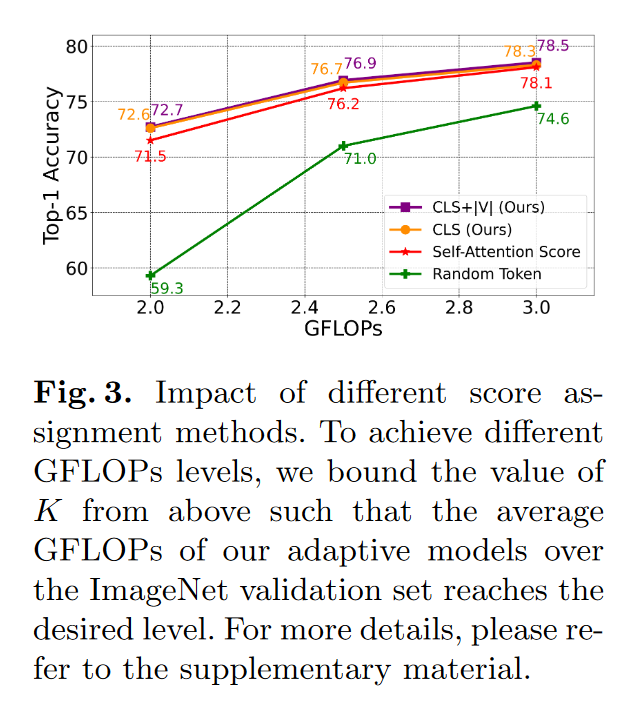 80
75
70
65
60
Top-1 Accuracy
72.6 72.7
71.5
59.3
76.7 76.9
76.2
71.0
78.3 78.5
78.1
74.6
CLS+|V| (Ours)
CLS (Ours)
Self-Attention Score
Random Token
2.0 2.2 2.4 2.6 2.8 3.0
GFLOPs
Fig. 3. Impact of different score as-
signment methods. To achieve different
GFLOPs levels, we bound the value of
K from above such that the average
GFLOPs of our adaptive models over
the ImageNet validation set reaches the
desired level. For more details, please re-
fer to the supplementary material.